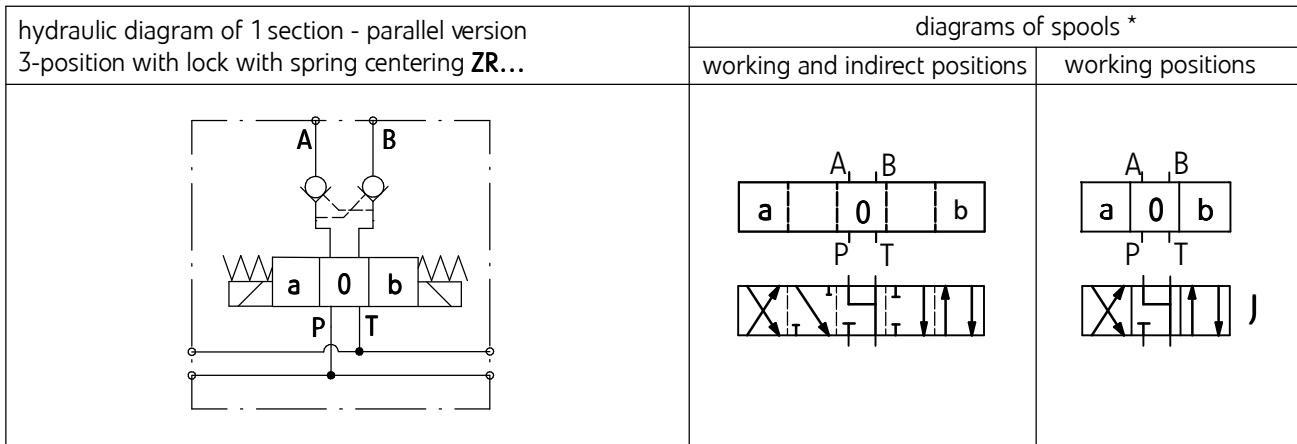 hydraulic diagram of 1 section - parallel version
3-position with lock with spring centering ZR...
diagrams of spools *
working and indirect positions
working positions
A B
a 0 b
P T
A B
a 0 b
P T
A B
a 0 b
P T
J